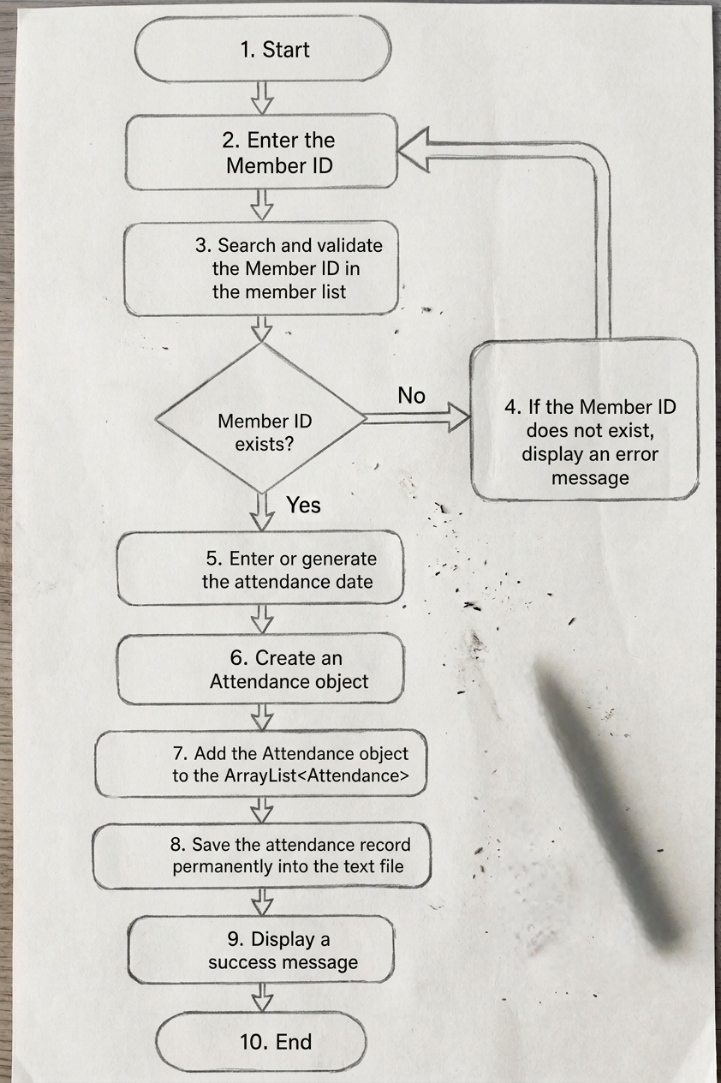 1. Start
2. Enter the
Member ID
3. Search and validate
the Member ID in
the member list
Member ID
exists?
No
4. If the Member ID
does not exist,
display an error
message
Yes
5. Enter or generate
the attendance date
6. Create an
Attendance object
7. Add the Attendance object
to the ArrayList<Attendance>
8. Save the attendance record
permanently into the text file
9. Display a
success message
10. End